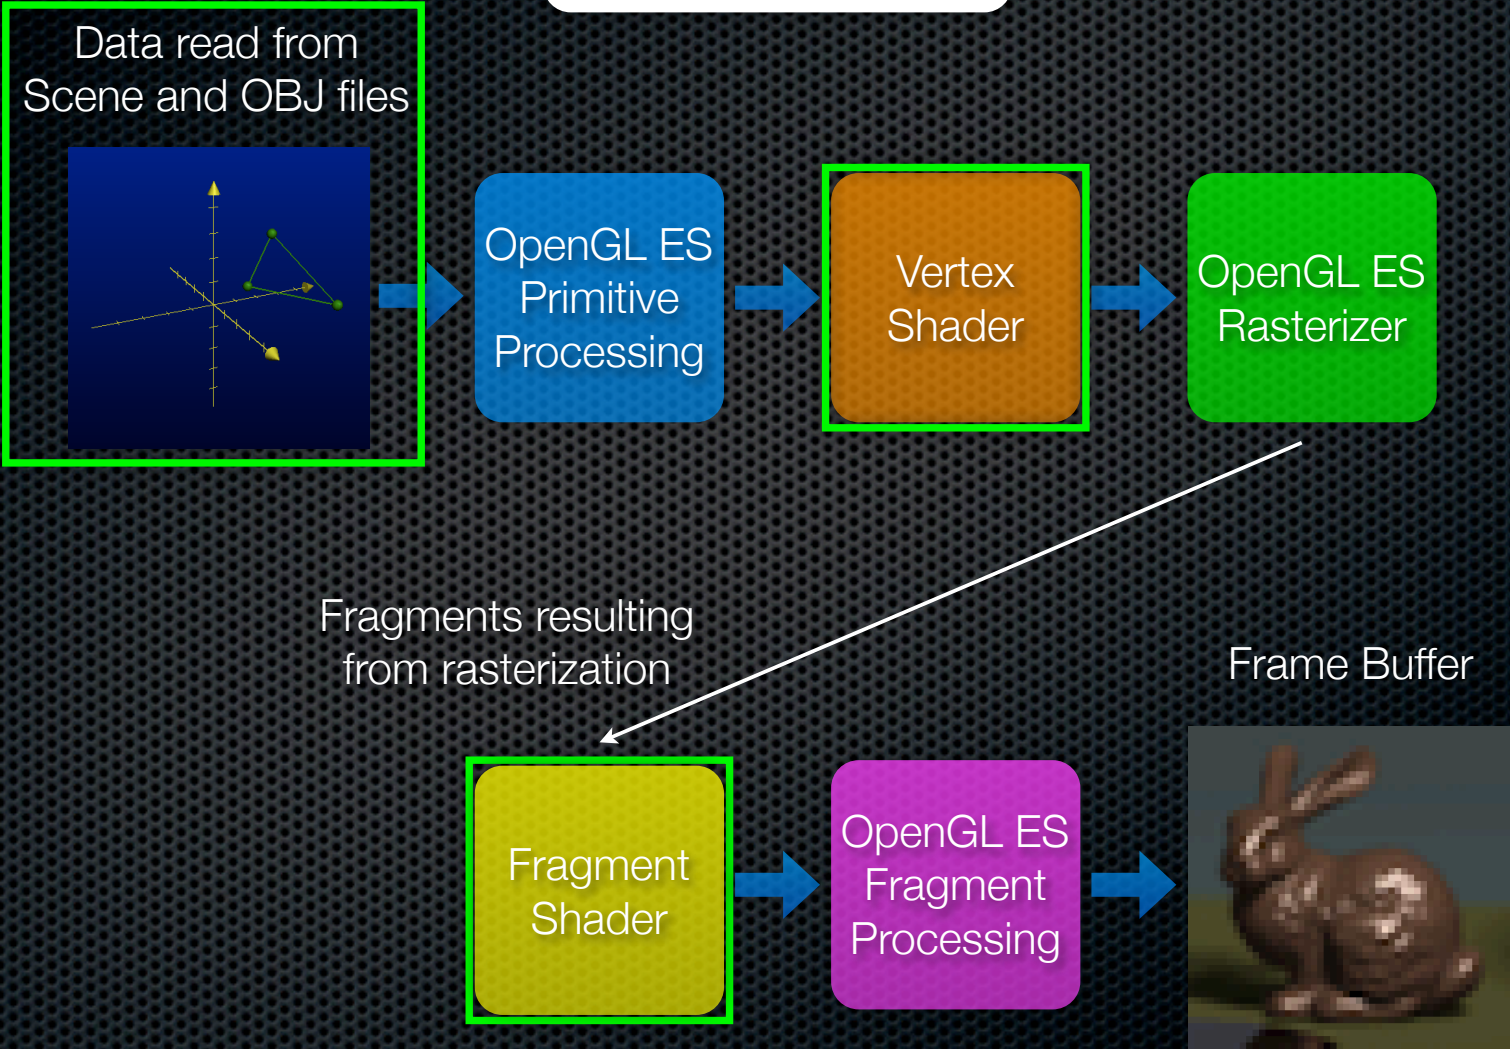 Data read from
Scene and OBJ files
OpenGL ES
Primitive
Processing
Vertex
Shader
OpenGL ES
Rasterizer
Fragments resulting
from rasterization
Frame Buffer
Fragment
Shader
OpenGL ES
Fragment
Processing